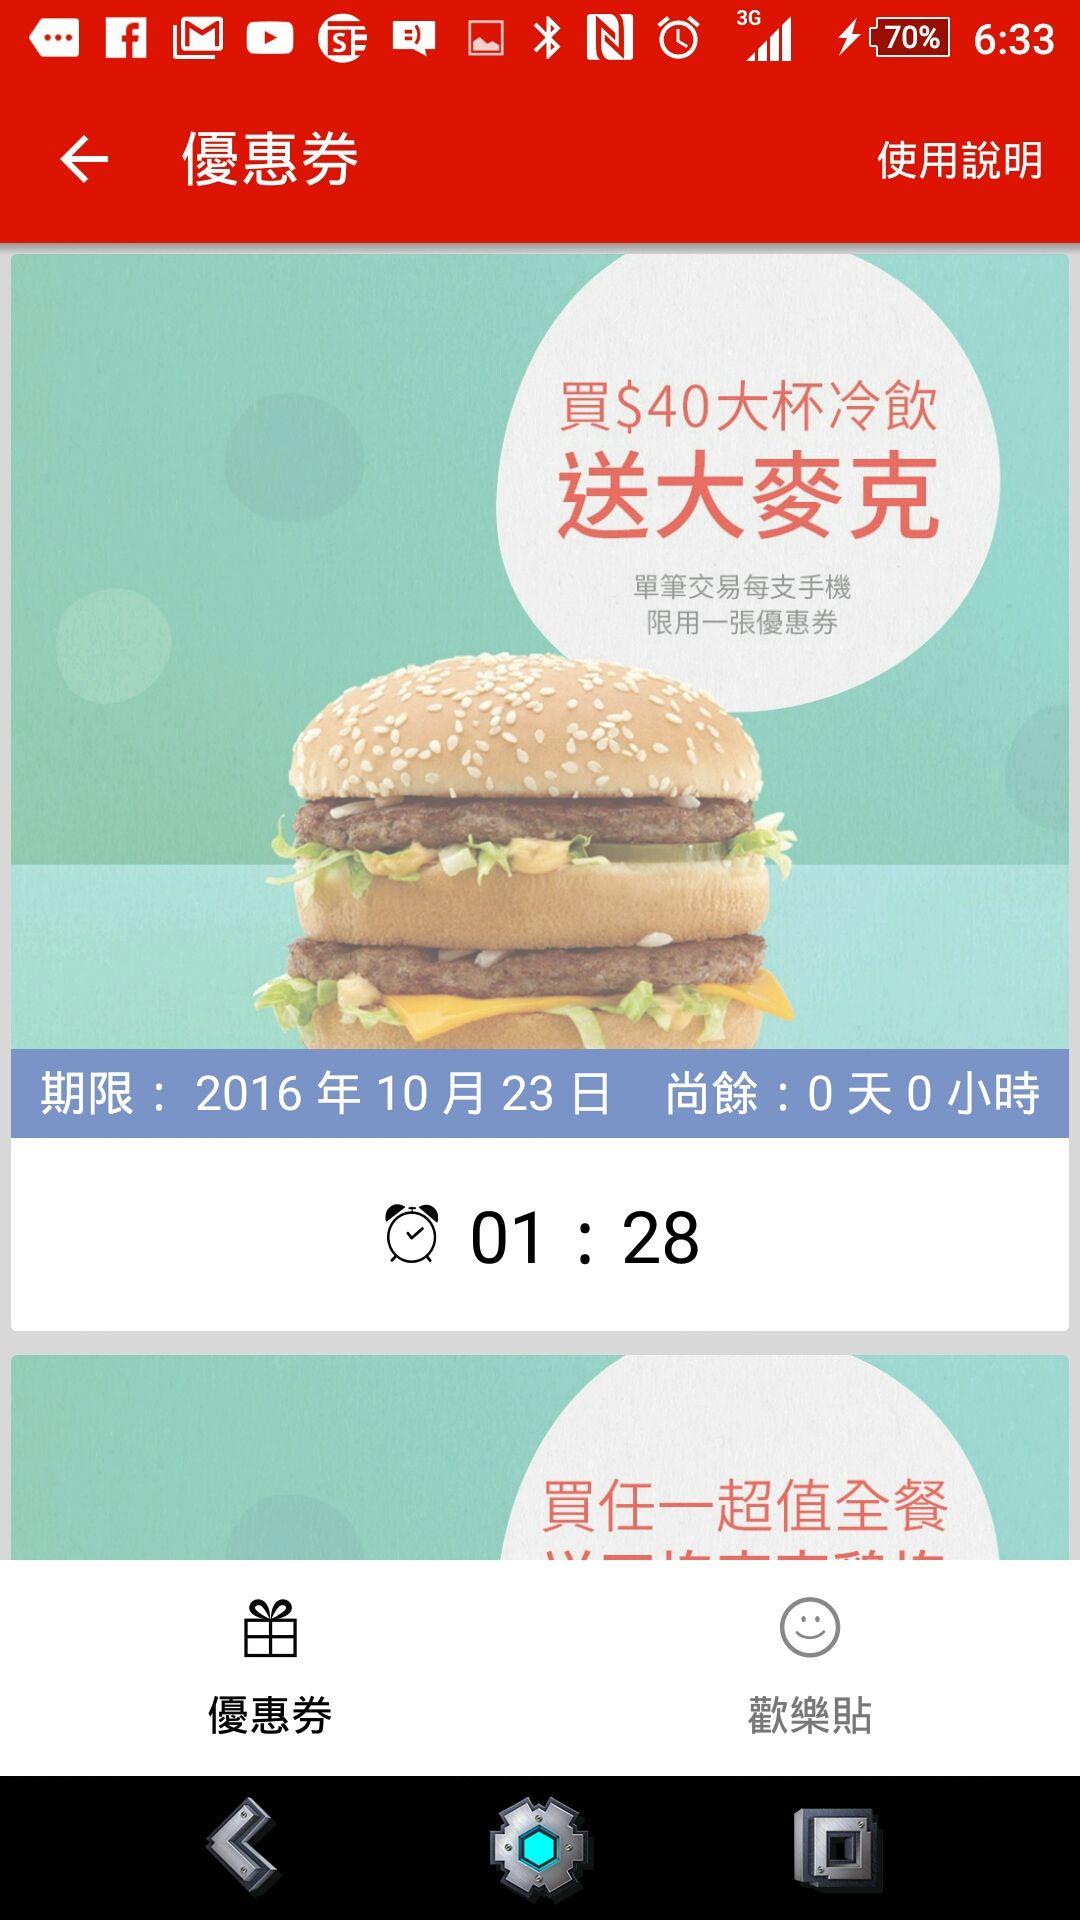 3G
70%
6:33
優惠券
使用說明
買$40大杯冷飲
送大麥克
單筆交易每支手機
限用一張優惠券
期限： 2016 年 10 月 23 日
尚餘：0 天 0 小時
01 : 28
買任一超值全餐
優惠券
歡樂貼